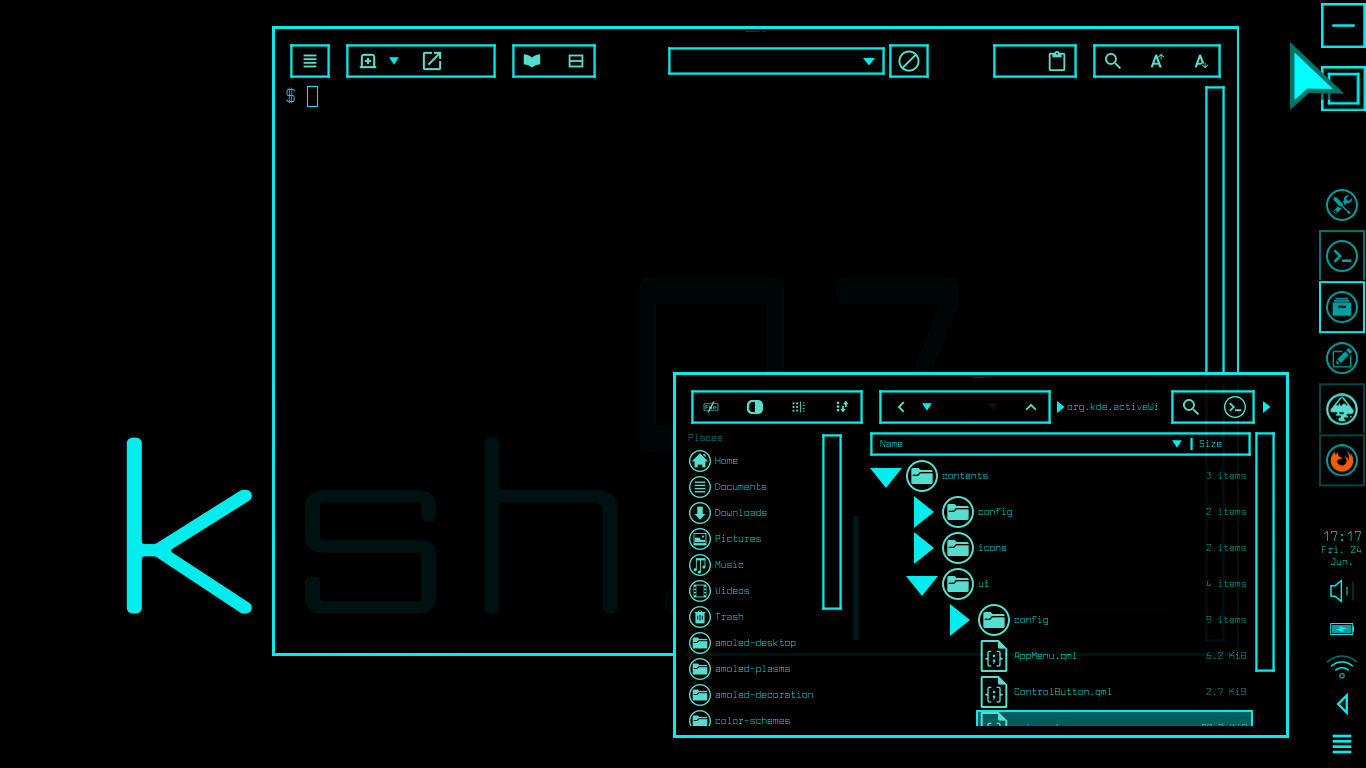 $
07
ksh.
org.kde.activeWi
Places
Name
Size
Home
Documents
Downloads
Pictures
Music
Videos
Trash
amoled-desktop
amoled-plasma
amoled-decoration
color-schemes
contents 3 items
config 2 items
icons 2 items
ui 4 items
config 9 items
AppMenu.qml 6.2 KiB
ControlButton.qml 2.7 KiB
17:17
Fri. 24
Jun.